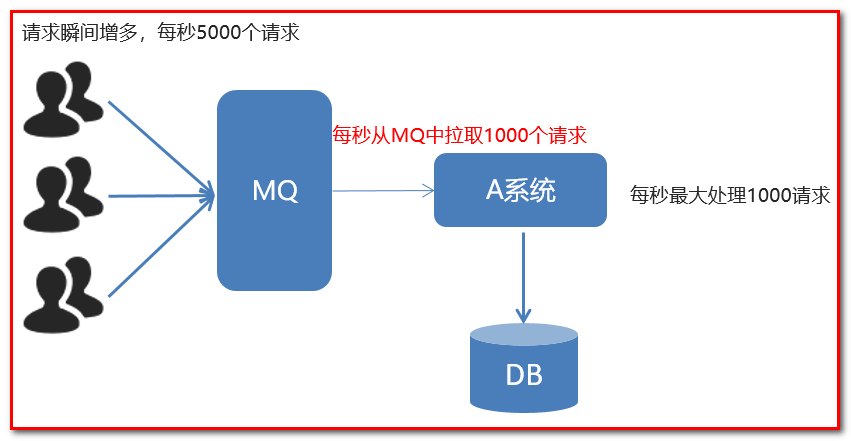 请求瞬间增多，每秒5000个请求
每秒从MQ中拉取1000个请求
MQ
A系统
每秒最大处理1000请求
DB